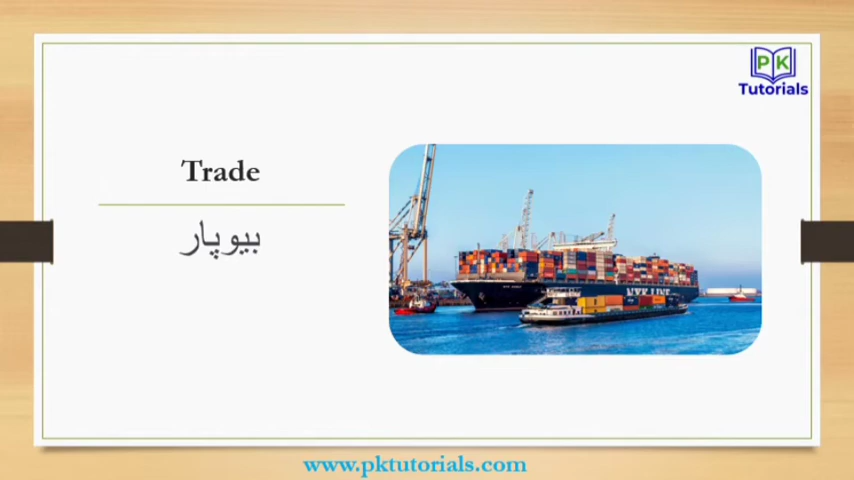 PK
Tutorials
Trade
بیوپار
NYK LINE
www.pktutorials.com